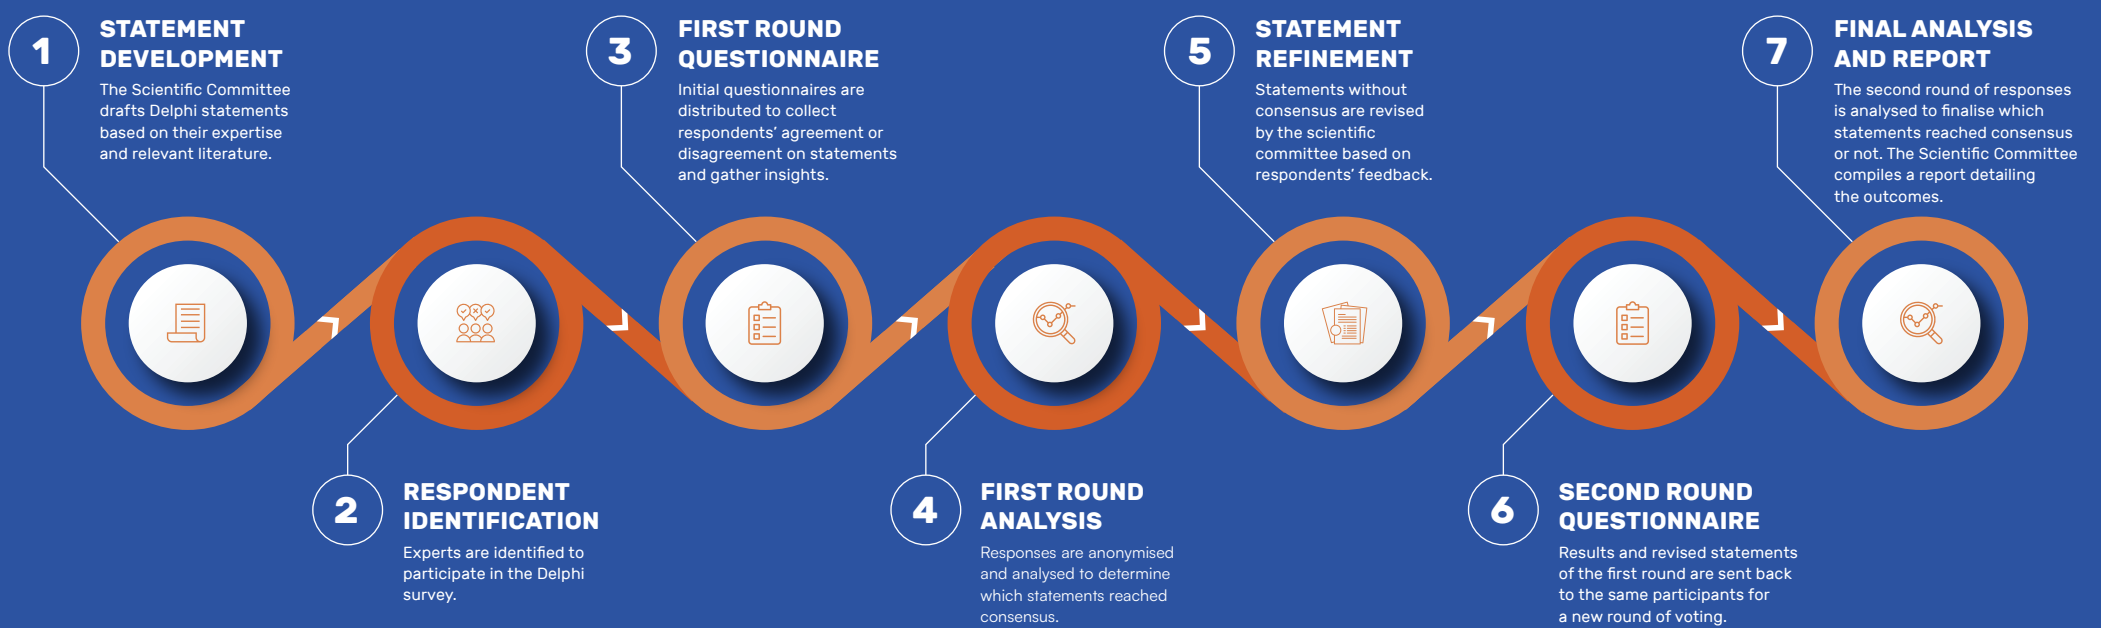 1
STATEMENT
DEVELOPMENT
The Scientific Committee
drafts Delphi statements
based on their expertise
and relevant literature.
2
RESPONDENT
IDENTIFICATION
Experts are identified to
participate in the Delphi
survey.
3
FIRST ROUND
QUESTIONNAIRE
Initial questionnaires are
distributed to collect
respondents’ agreement or
disagreement on statements
and gather insights.
4
FIRST ROUND
ANALYSIS
Responses are anonymised
and analysed to determine
which statements reached
consensus.
5
STATEMENT
REFINEMENT
Statements without
consensus are revised
by the scientific
committee based on
respondents’ feedback.
6
SECOND ROUND
QUESTIONNAIRE
Results and revised statements
of the first round are sent back
to the same participants for
a new round of voting.
7
FINAL ANALYSIS
AND REPORT
The second round of responses
is analysed to finalise which
statements reached consensus
or not. The Scientific Committee
compiles a report detailing
the outcomes.